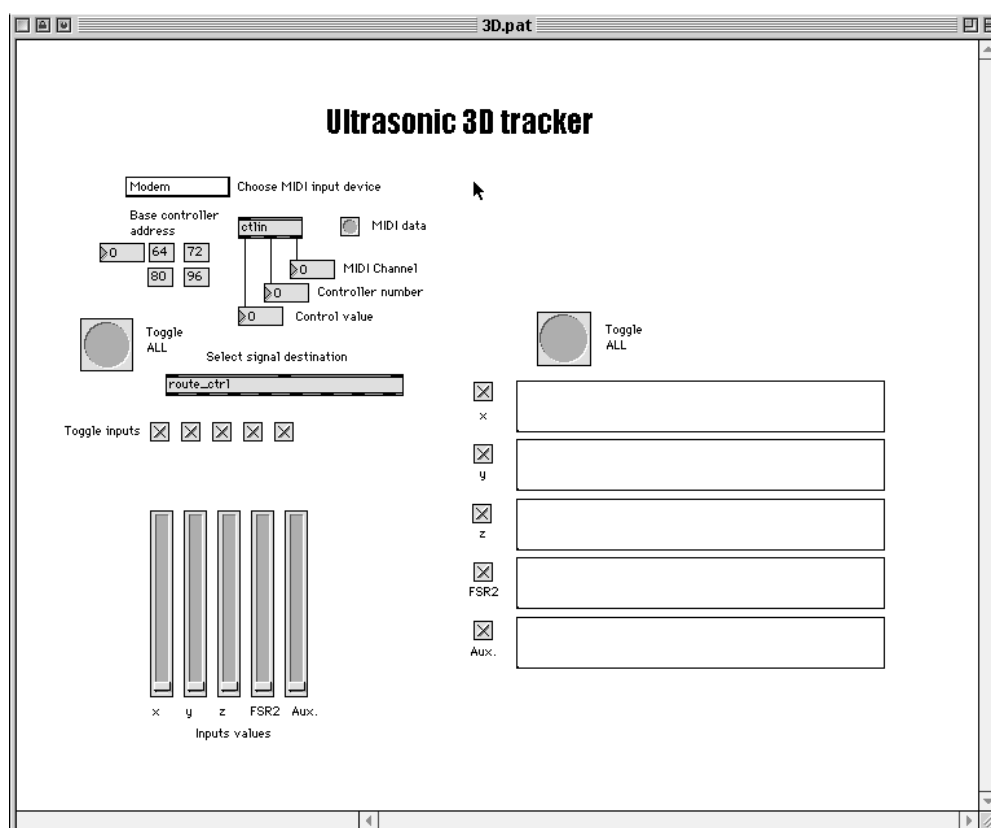 3D.pat
Ultrasonic 3D tracker
Modem
Choose MIDI input device
Base controller
address
ctlin
MIDI data
0
64
72
80
96
0
MIDI Channel
0
Controller number
0
Control value
Toggle
ALL
Select signal destination
route_ctrl
Toggle inputs
x y z FSR2 Aux.
Inputs values
Toggle
ALL
x
y
z
FSR2
Aux.